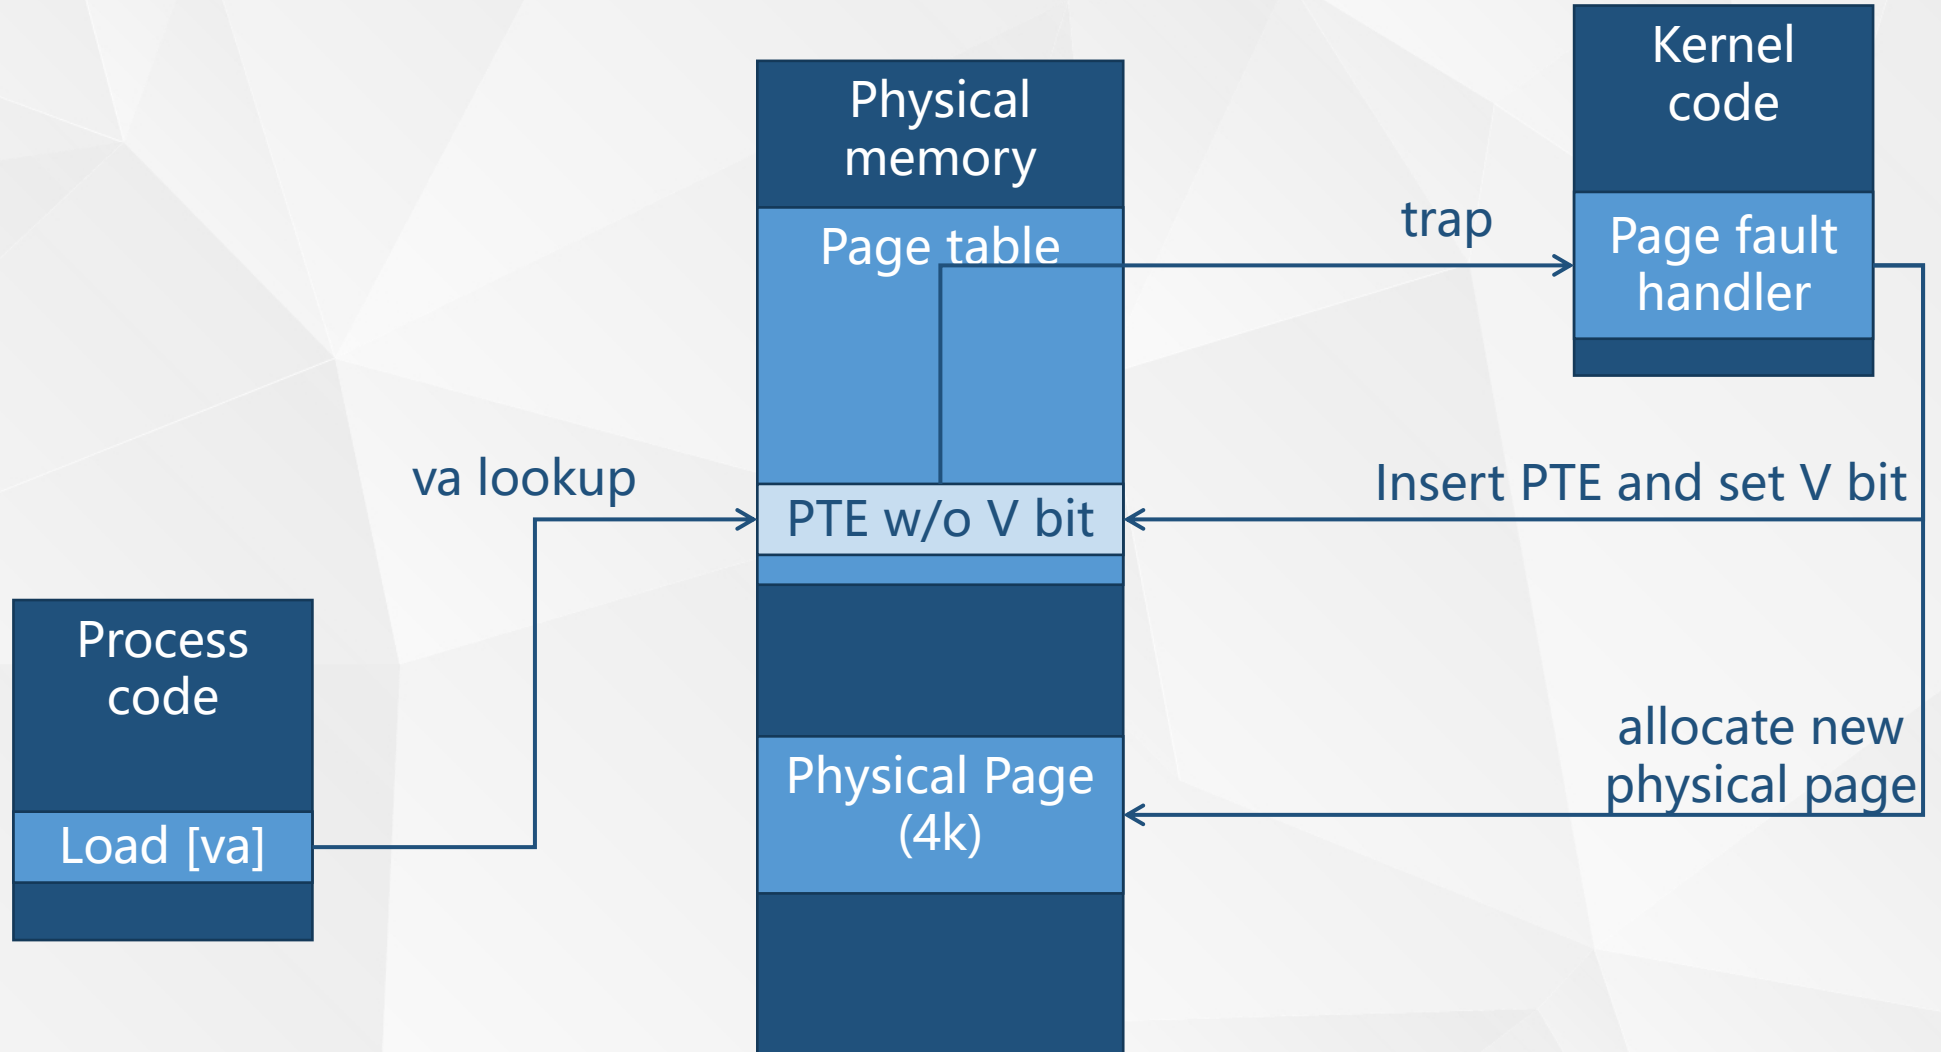 Kernel
code
Physical
memory
trap
Page fault
handler
Page table
va lookup
Insert PTE and set V bit
PTE w/o V bit
Process
code
allocate new
physical page
Physical Page
(4k)
Load [va]